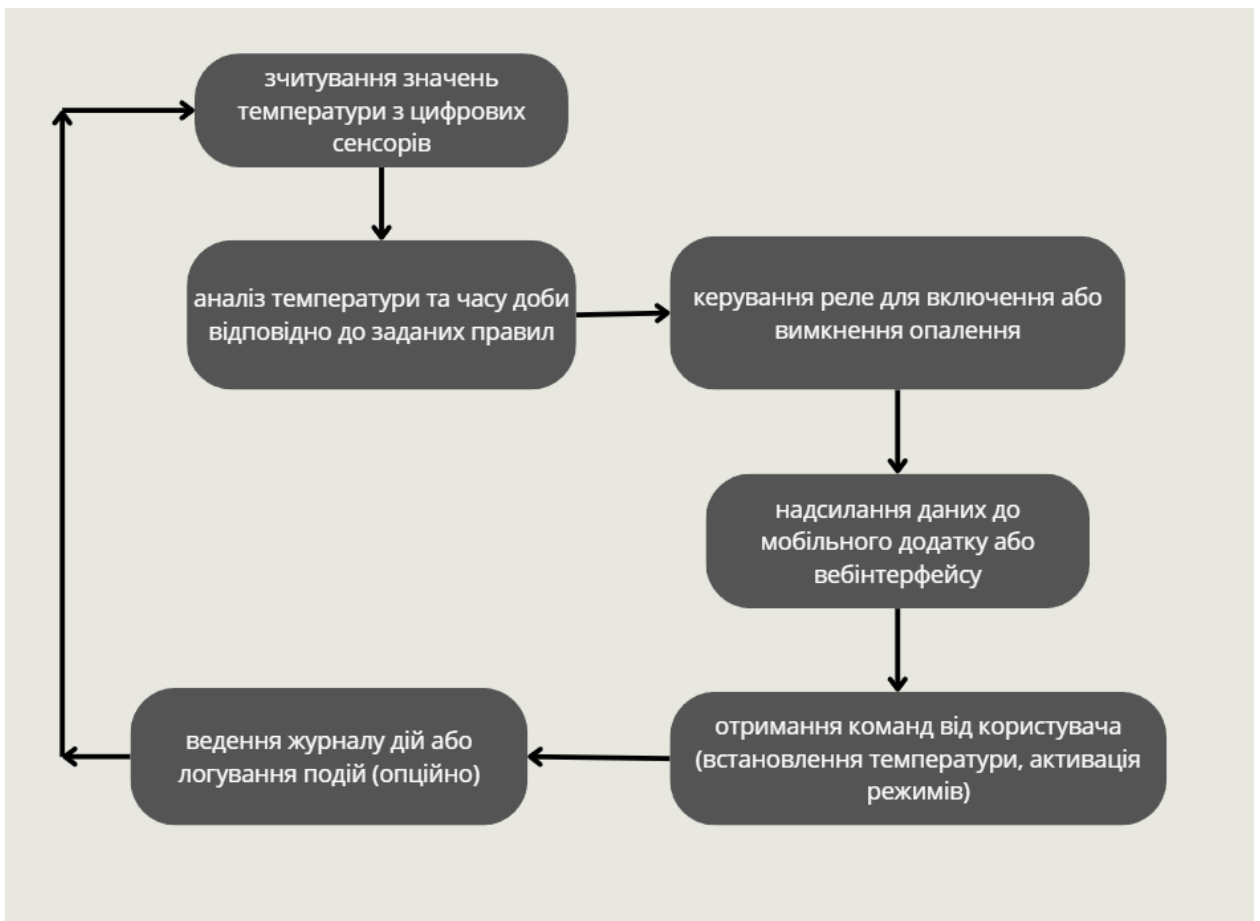 зчитування значень
температури з цифрових
сенсорів
аналіз температури та часу доби
відповідно до заданих правил
керування реле для включення або
вимкнення опалення
надсилання даних до
мобільного додатку або
вебінтерфейсу
отримання команд від користувача
(встановлення температури, активація
режимів)
ведення журналу дій або
логування подій (опційно)